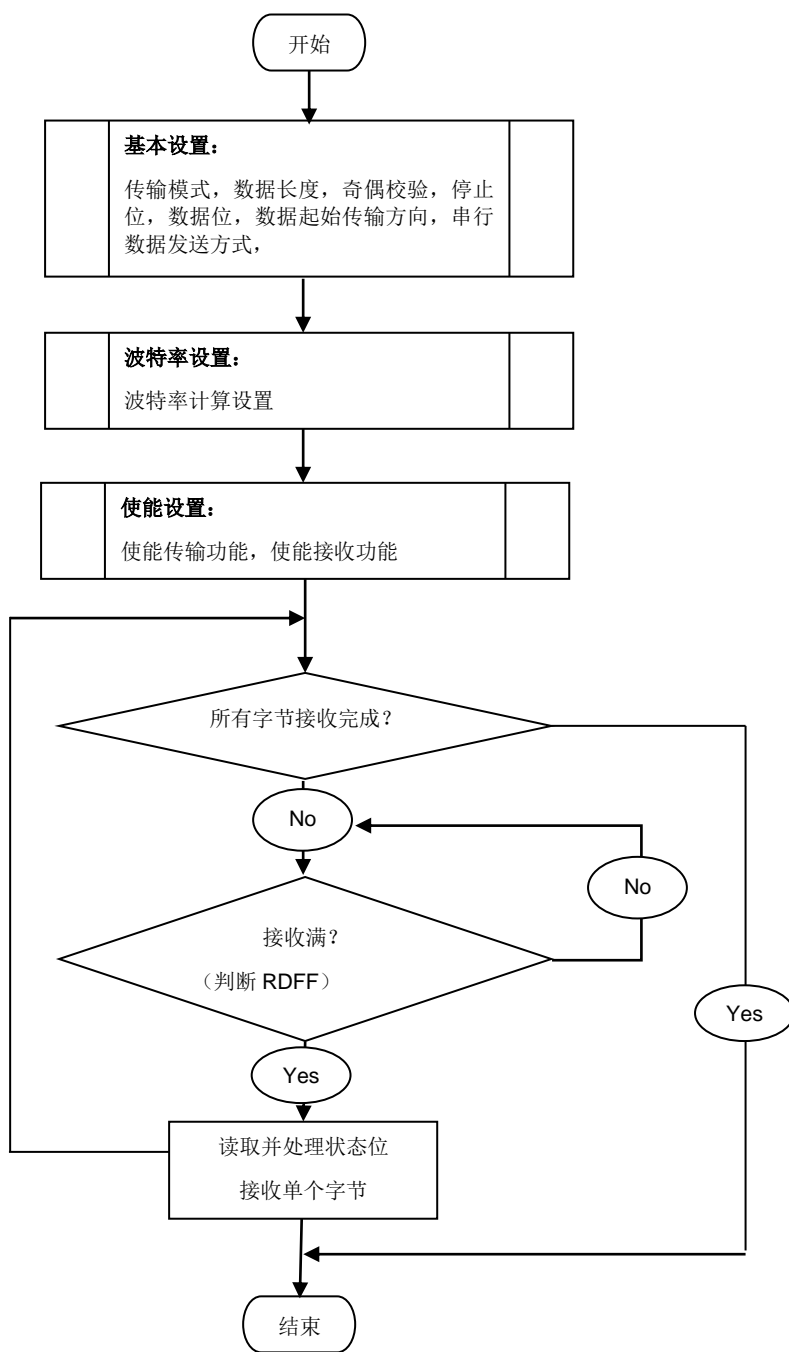 开始
基本设置：
传输模式，数据长度，奇偶校验，停止
位，数据位，数据起始传输方向，串行
数据发送方式，
波特率设置：
波特率计算设置
使能设置：
使能传输功能，使能接收功能
所有字节接收完成？
No
No
接收满？
（判断 RDFF）
Yes
Yes
读取并处理状态位
接收单个字节
结束